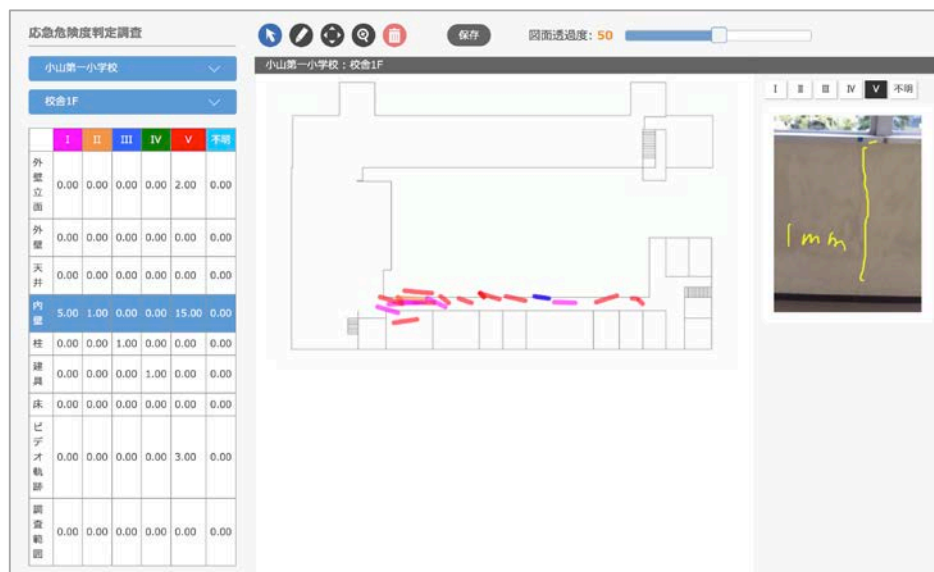 応急危険度判定調査
保存
図面透過度: 50
小山第一小学校
校舎1F
小山第一小学校：校舎1F
I II III IV V 不明
I II III IV V 不明
外壁立面 0.00 0.00 0.00 0.00 2.00 0.00
外壁 0.00 0.00 0.00 0.00 0.00 0.00
天井 0.00 0.00 0.00 0.00 0.00 0.00
内壁 5.00 1.00 0.00 0.00 15.00 0.00
柱 0.00 0.00 1.00 0.00 0.00 0.00
建具 0.00 0.00 0.00 1.00 0.00 0.00
床 0.00 0.00 0.00 0.00 0.00 0.00
ビデオ軌跡 0.00 0.00 0.00 0.00 3.00 0.00
調査範囲 0.00 0.00 0.00 0.00 0.00 0.00
1mm